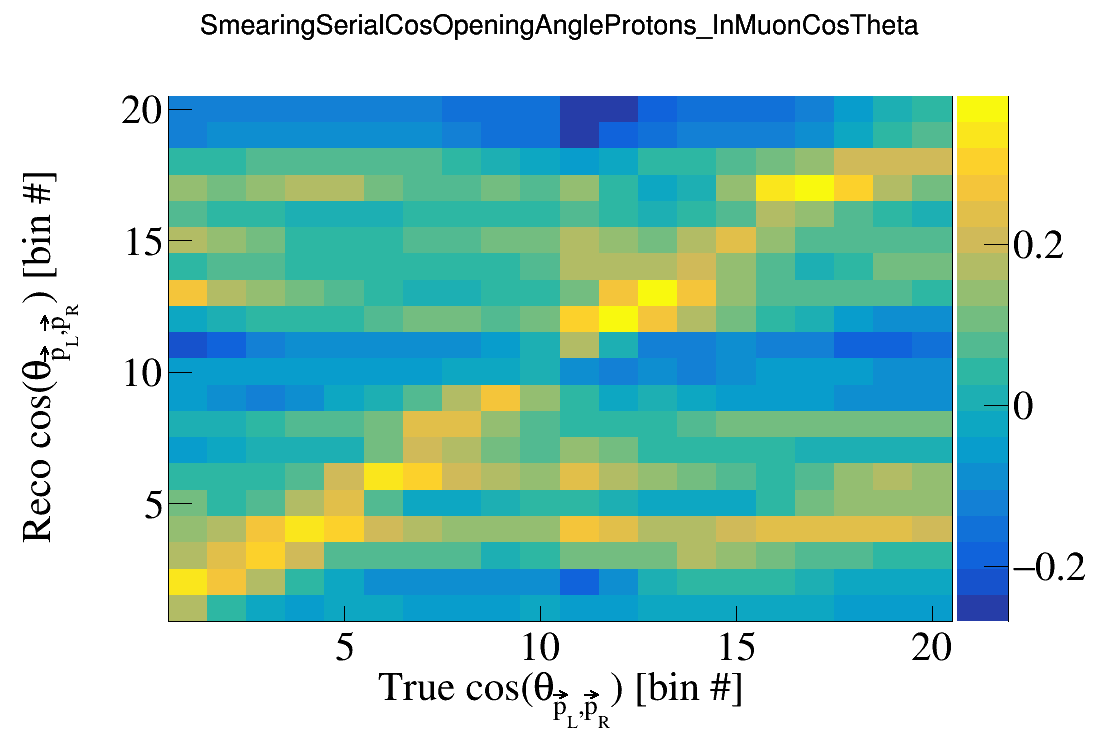 SmearingSerialCosOpeningAngleProtons_InMuonCosTheta
20
15
10
5
Reco cos(θp⃗L,p⃗R) [bin #]
5 10 15 20
True cos(θp⃗L,p⃗R) [bin #]
0.2
0
−0.2